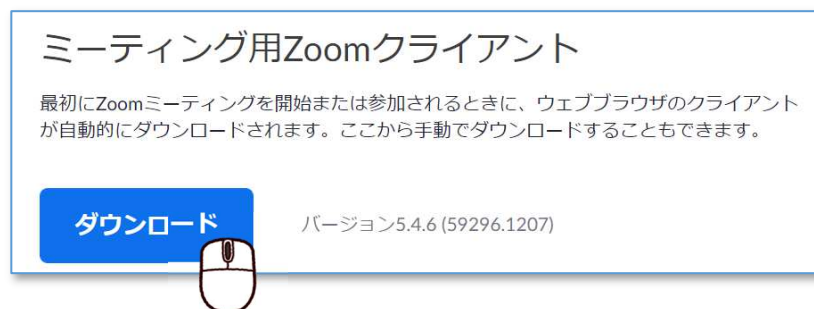 ミーティング用Zoomクライアント
最初にZoomミーティングを開始または参加されるときに、ウェブブラウザのクライアント
が自動的にダウンロードされます。ここから手動でダウンロードすることもできます。
ダウンロード
バージョン5.4.6 (59296.1207)